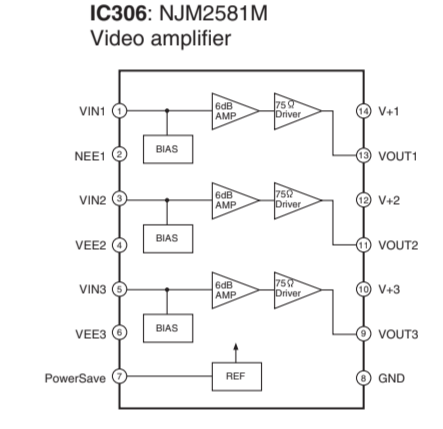 IC306: NJM2581M
Video amplifier
VIN1 1 6dB AMP 75Ω Driver 14 V+1
NEE1 2 BIAS 13 VOUT1
VIN2 3 6dB AMP 75Ω Driver 12 V+2
VEE2 4 BIAS 11 VOUT2
VIN3 5 6dB AMP 75Ω Driver 10 V+3
VEE3 6 BIAS 9 VOUT3
PowerSave 7 REF 8 GND